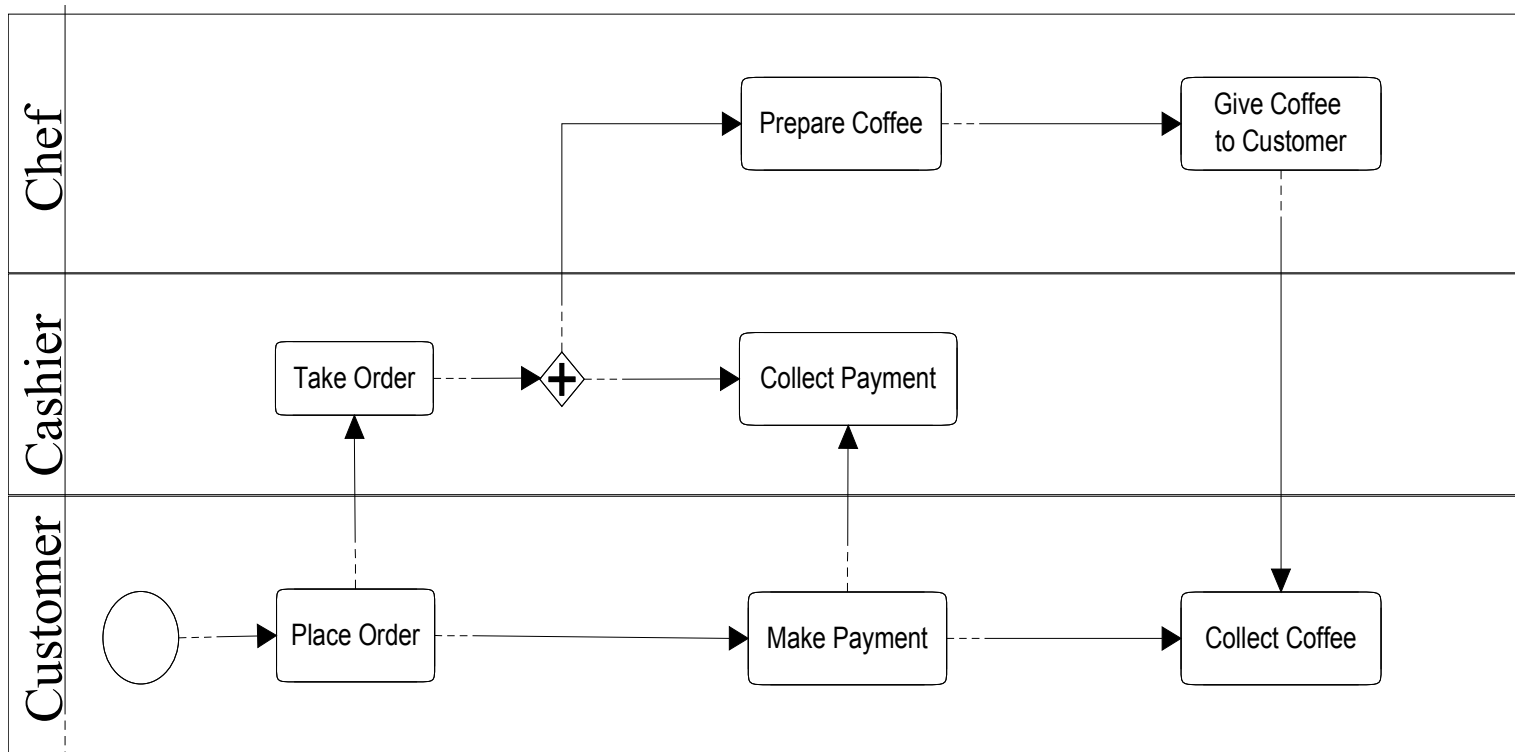 Chef
Prepare Coffee
Give Coffee
to Customer
Cashier
Take Order
Collect Payment
Customer
Place Order
Make Payment
Collect Coffee